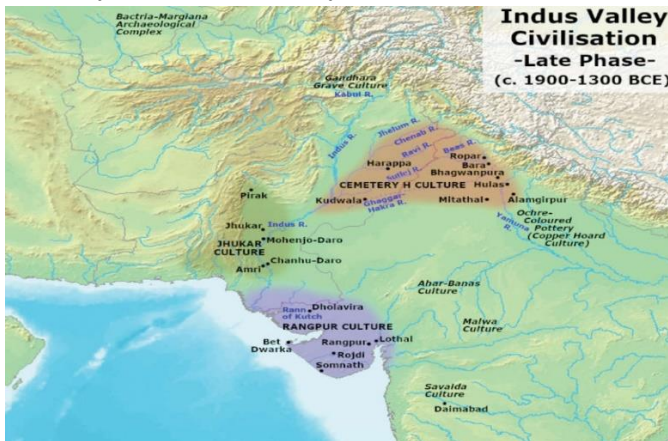 Indus Valley
Civilisation
-Late Phase-
(c. 1900-1300 BCE)
Bactria-Margiana
Archaeological
Complex
Gandhara
Grave Culture
Kabul R.
Indus R.
Jhelum R.
Chenab R.
Ravi R.
Beas R.
Sutlej R.
Harappa
Ropar
Bara
Bhagwanpura
CEMETERY H CULTURE
Hulas
Kudwala
Ghaggar-
Hakra R.
Mitathal
Alamgirpur
Yamuna
R.
Ochre-
Coloured
Pottery
(Copper Hoard
Culture)
Pirak
Jhukar
Indus R.
JHUKAR
CULTURE
Mohenjo-Daro
Amri
Chanhu-Daro
Ahar-Banas
Culture
Malwa
Culture
Rann
of Kutch
Dholavira
RANGPUR CULTURE
Bet
Dwarka
Rangpur
Lothal
Rojdi
Somnath
Savalda
Culture
Daimabad